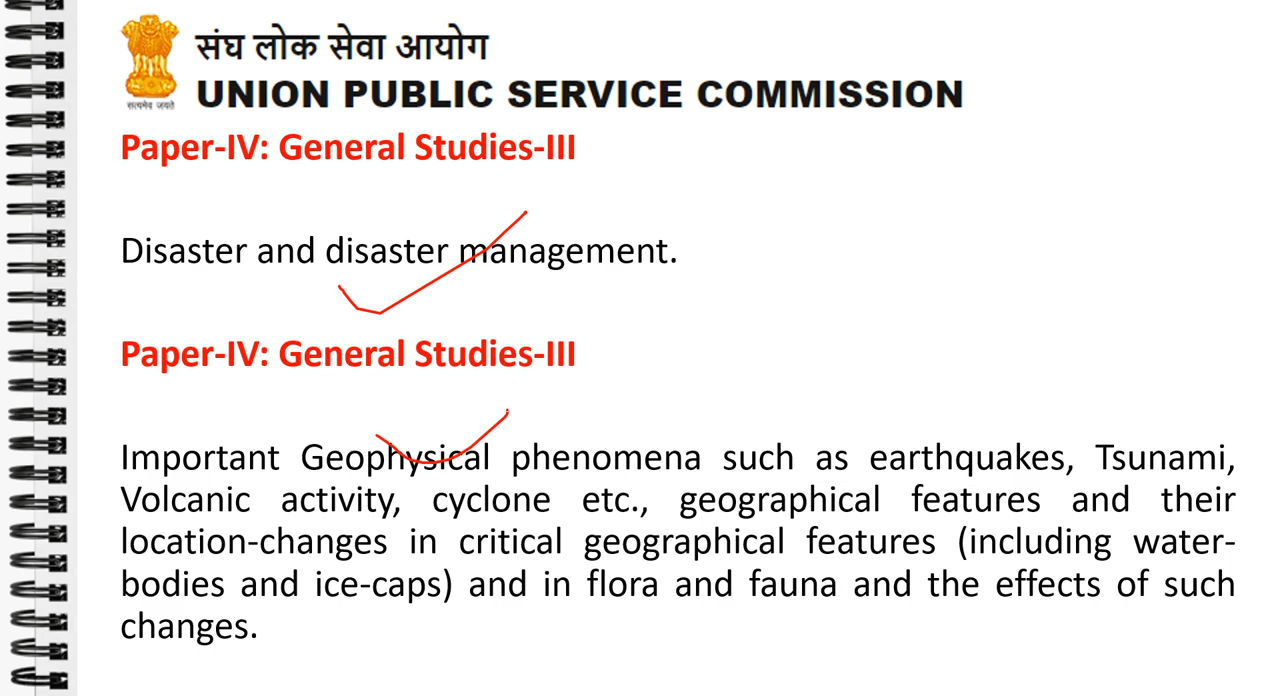 संघ लोक सेवा आयोग
सत्यमेव जयते
UNION PUBLIC SERVICE COMMISSION
Paper-IV: General Studies-III
Disaster and disaster management.
Paper-IV: General Studies-III
Important Geophysical phenomena such as earthquakes, Tsunami,
Volcanic activity, cyclone etc., geographical features and their
location-changes in critical geographical features (including water-
bodies and ice-caps) and in flora and fauna and the effects of such
changes.